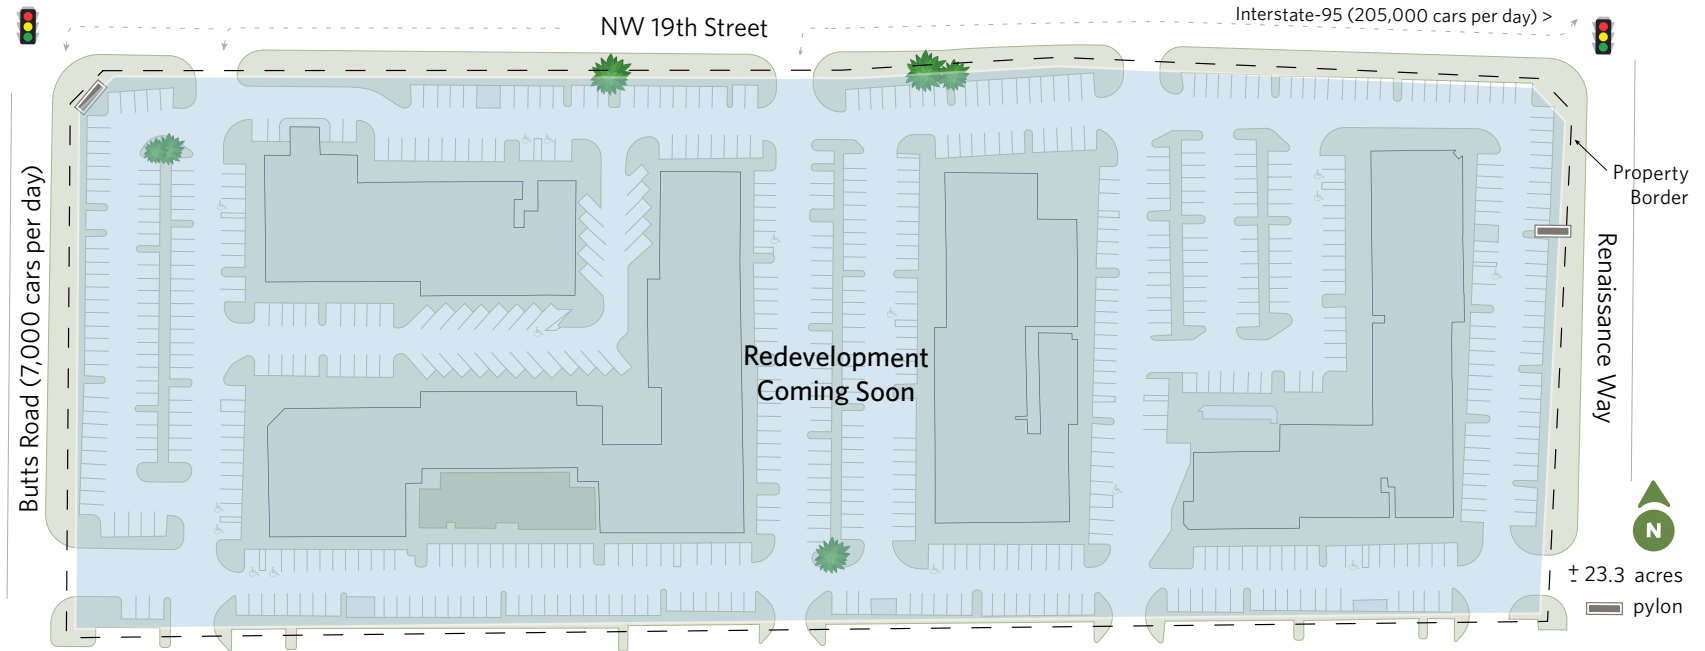 NW 19th Street
Interstate-95 (205,000 cars per day) >
Property
Border
Butts Road (7,000 cars per day)
Renaissance Way
Redevelopment
Coming Soon
N
± 23.3 acres
pylon